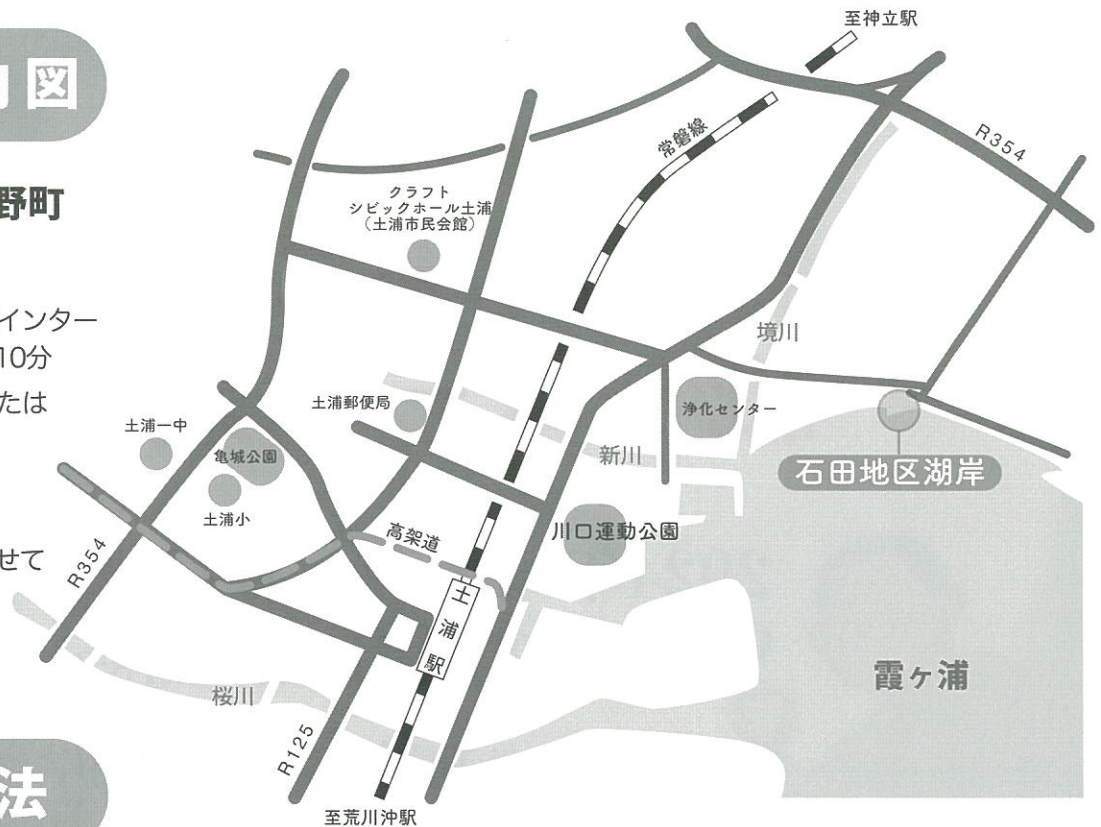 図
野町
インター
10分
たは
せて
法
至神立駅
常磐線
R354
クラフト
シビックホール土浦
（土浦市民会館）
境川
土浦郵便局
浄化センター
土浦一中
亀城公園
新川
石田地区湖岸
土浦小
高架道
川口運動公園
R354
土浦駅
霞ヶ浦
桜川
R125
至荒川沖駅